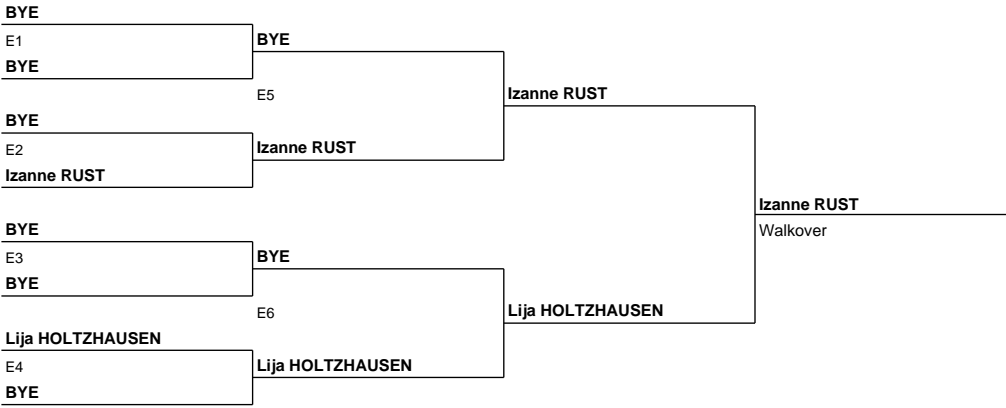 BYE
E1
BYE
BYE
E5
Izanne RUST
BYE
E2
Izanne RUST
Izanne RUST
Izanne RUST
Walkover
BYE
E3
BYE
BYE
E6
Lija HOLTZHAUSEN
Lija HOLTZHAUSEN
E4
Lija HOLTZHAUSEN
BYE